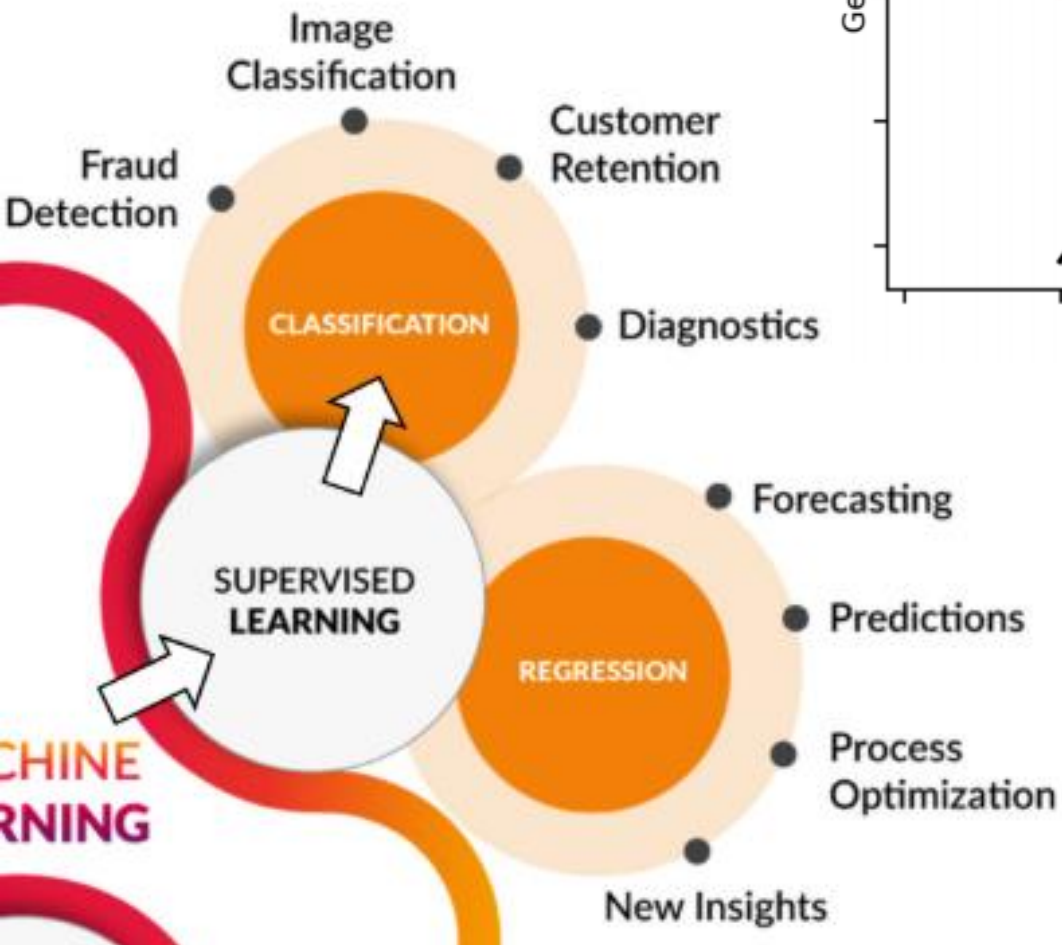 Image
Classification
Customer
Retention
Fraud
Detection
CLASSIFICATION
Diagnostics
Forecasting
SUPERVISED
LEARNING
Predictions
REGRESSION
Process
Optimization
New Insights
CHINE
RNING
Ge